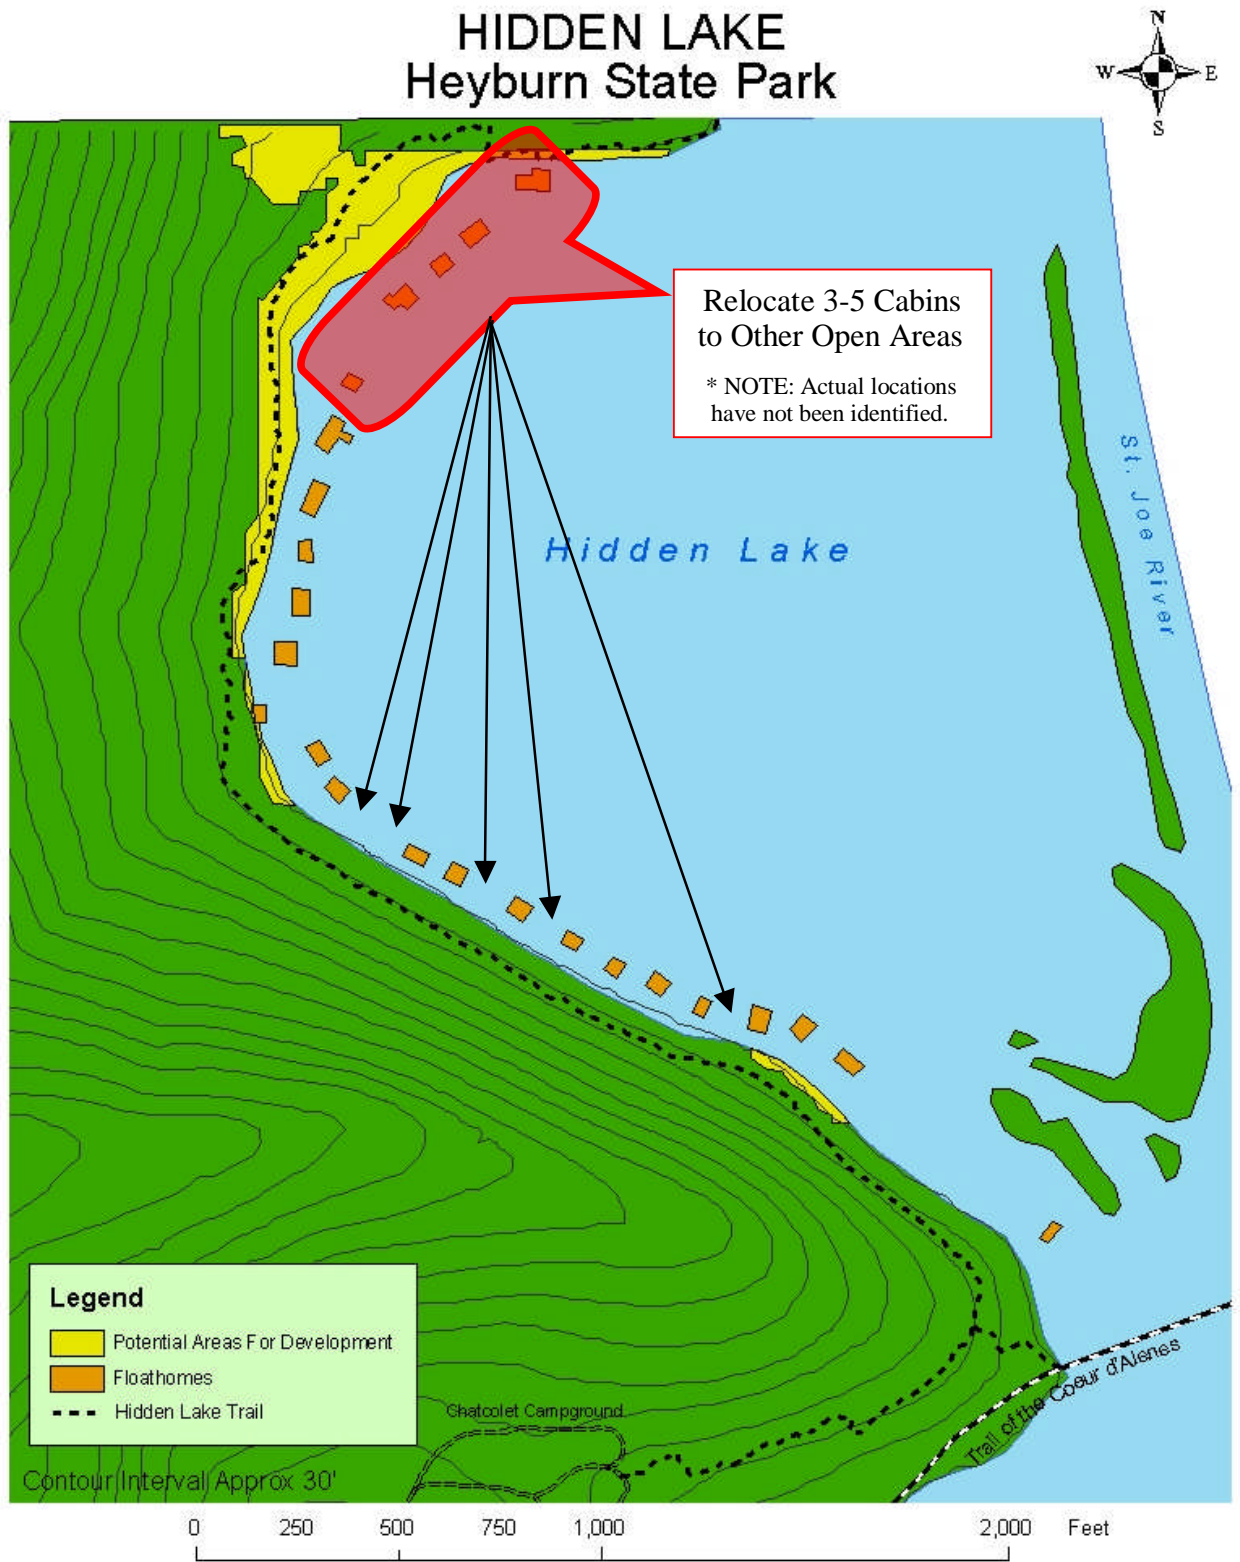 HIDDEN LAKE
Heyburn State Park
N
W E
S
Relocate 3-5 Cabins
to Other Open Areas
* NOTE: Actual locations
have not been identified.
St. Joe River
Hidden Lake
Legend
Potential Areas For Development
Floathomes
Hidden Lake Trail
Chatcolet Campground
Trail of the Coeur d'Alenes
Contour Interval Approx 30'
0 250 500 750 1,000 2,000 Feet